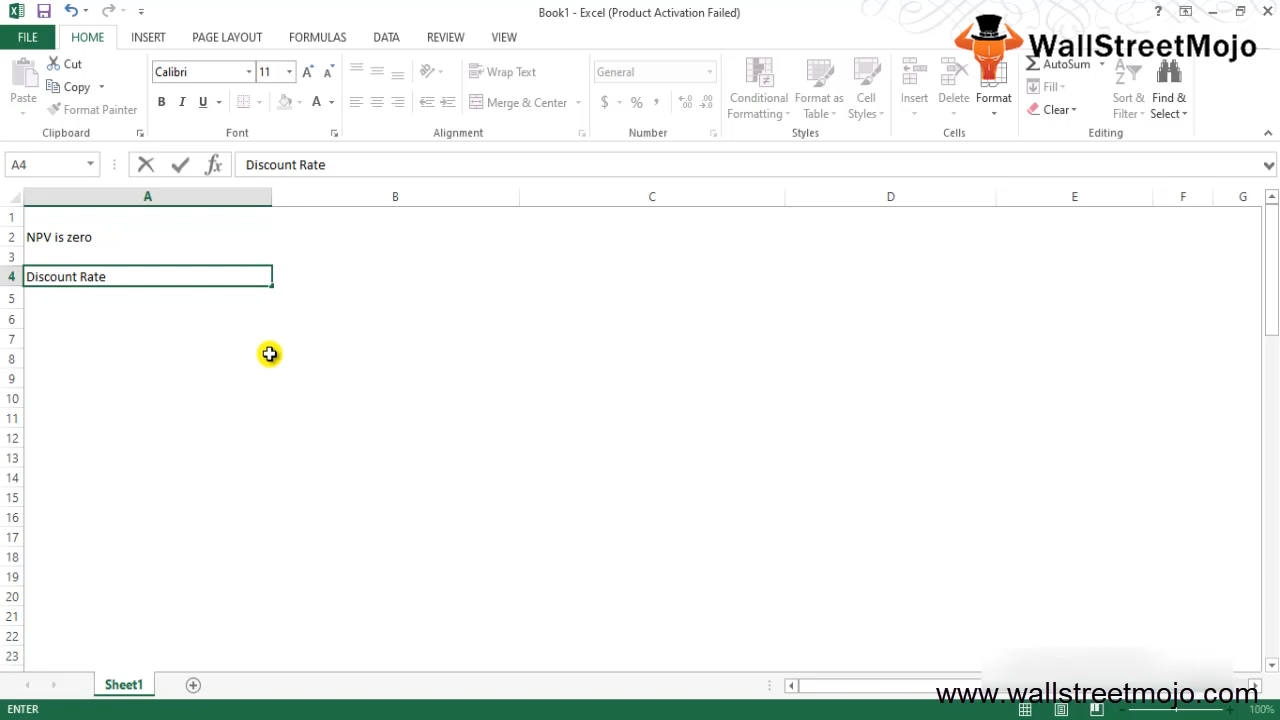 Book1 - Excel (Product Activation Failed)
?
FILE HOME INSERT PAGE LAYOUT FORMULAS DATA REVIEW VIEW
WallStreetMojo
Cut
Copy
Format Painter
Paste
Calibri 11
B I U A
Wrap Text
Merge & Center
General
$ % ,
Conditional Formatting
Format as Table
Cell Styles
Insert
Delete
Format
AutoSum
Fill
Clear
Sort & Filter
Find & Select
Clipboard Font Alignment Number Styles Cells Editing
A4 fx Discount Rate
A B C D E F G
1
2 NPV is zero
3
4 Discount Rate
5
6
7
8
9
10
11
12
13
14
15
16
17
18
19
20
21
22
23
Sheet1
www.wallstreetmojo.com
ENTER 100%